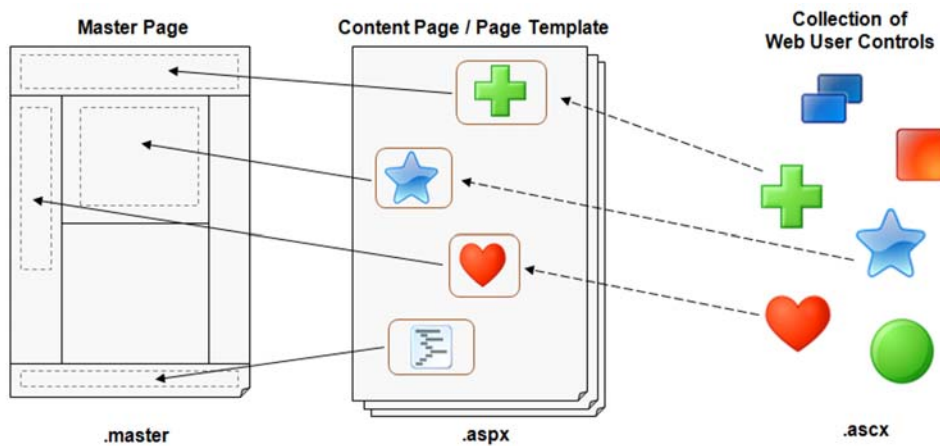 Master Page
Content Page / Page Template
Collection of
Web User Controls
.master
.aspx
.ascx